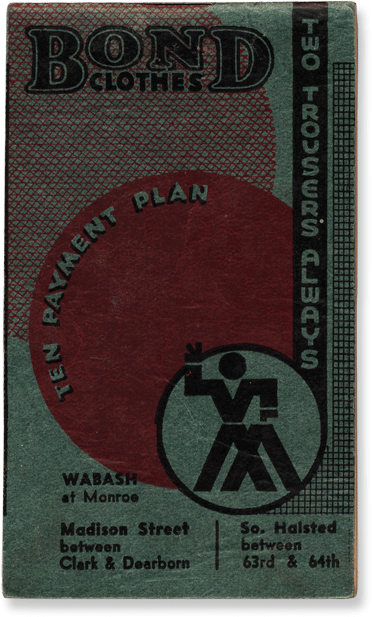 BOND
CLOTHES
TWO TROUSERS ALWAYS
TEN PAYMENT PLAN
WABASH
at Monroe
Madison Street
between
Clark & Dearborn
So. Halsted
between
63rd & 64th